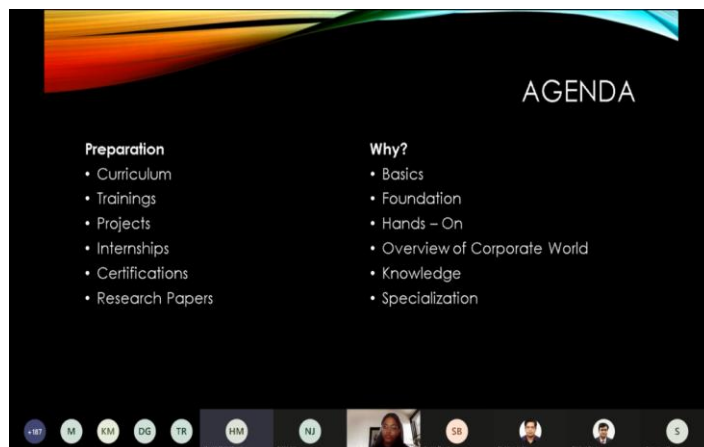 AGENDA
Preparation
• Curriculum
• Trainings
• Projects
• Internships
• Certifications
• Research Papers
Why?
• Basics
• Foundation
• Hands – On
• Overview of Corporate World
• Knowledge
• Specialization
+187
M
KM
DG
TR
HM
NJ
SB
S